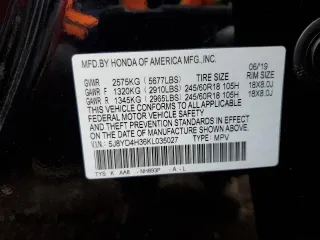 MFD.BY HONDA OF AMERICA MFG.,INC.
06/19
GVWR 2575KG (5677LBS) TIRE SIZE RIM SIZE
GAWR F 1320KG (2910LBS) 245/60R18 105H 18X8.0J
GAWR R 1345KG (2965LBS) 245/60R18 105H 18X8.0J
THIS VEHICLE CONFORMS TO ALL APPLICABLE
FEDERAL MOTOR VEHICLE SAFETY AND THEFT
PREVENTION STANDARDS IN EFFECT ON THE DATE OF
MANUFACTURE SHOWN ABOVE.
V.I.N.: 5J8YD4H36KL035027 TYPE: MPV
TYS K AAB NH893P A - L